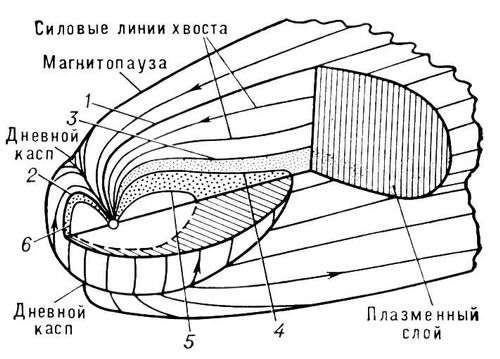 Силовые линии хвоста
Магнитопауза
1
3
Дневной
касп
2
6
Дневной
касп
5
4
Плазменный
слой